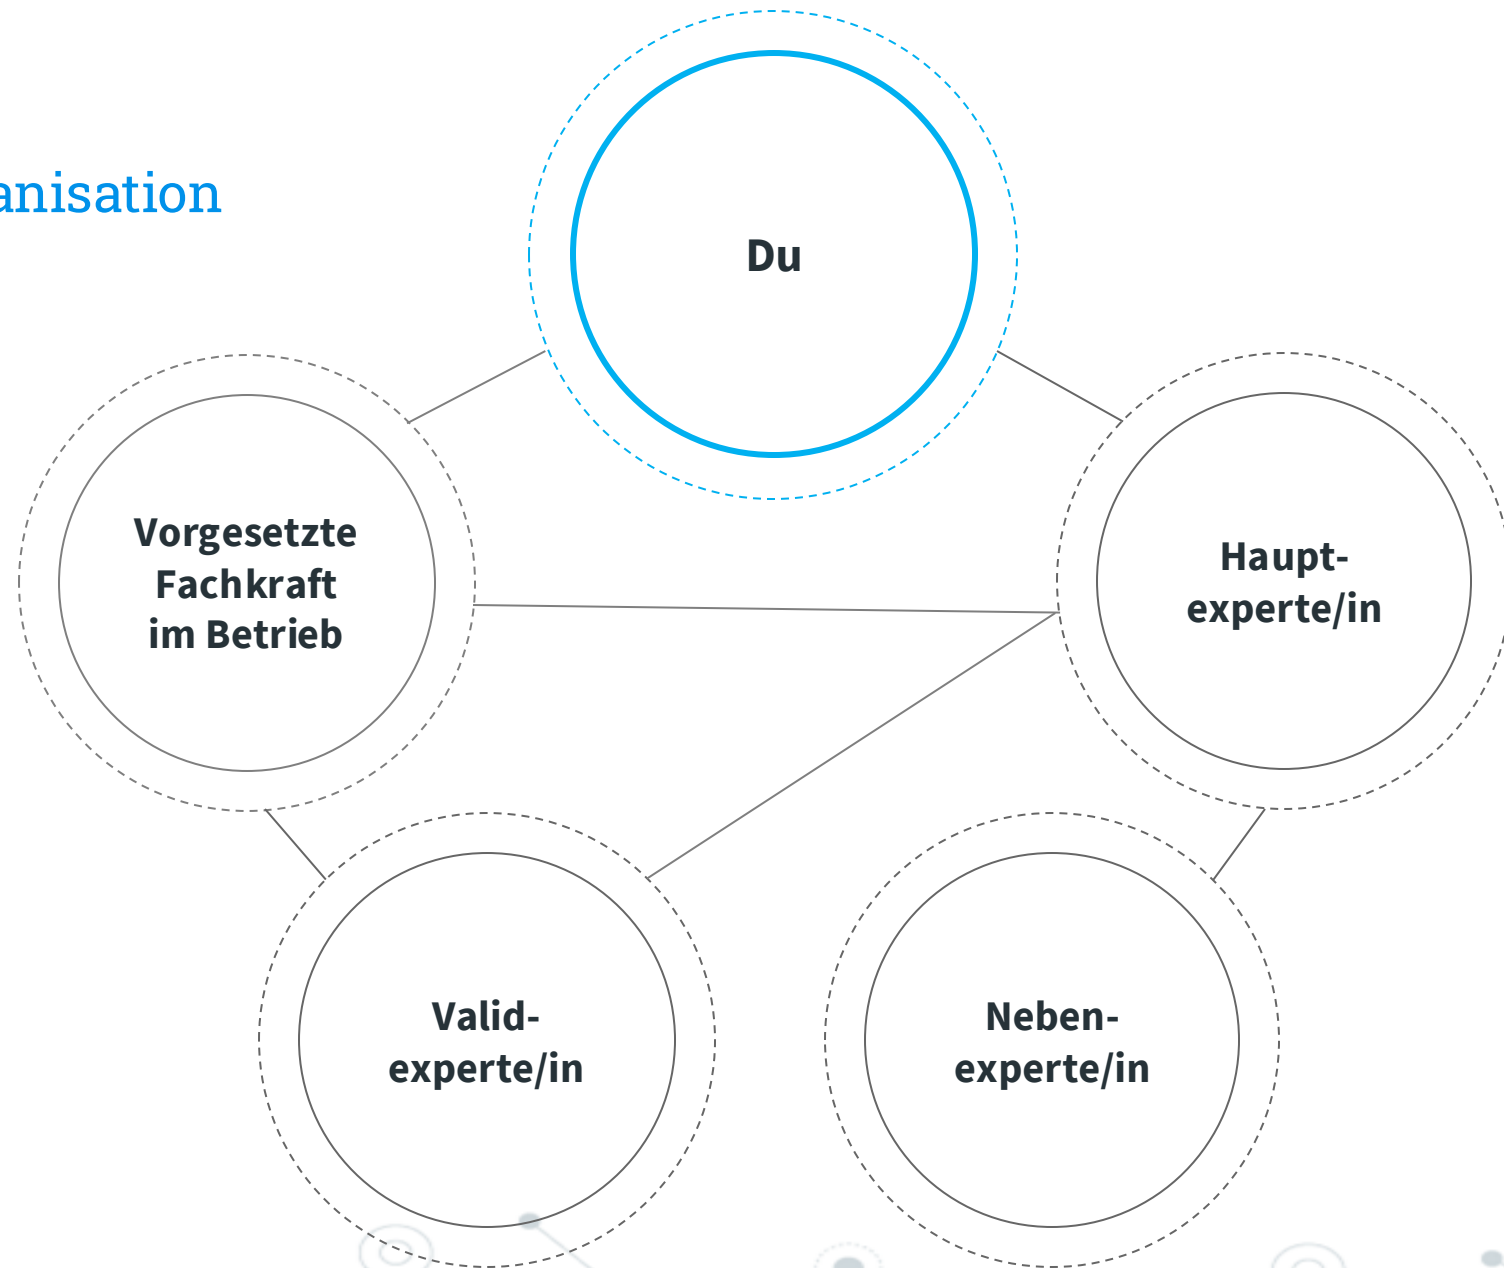 anisation
Du
Vorgesetzte
Fachkraft
im Betrieb
Haupt-
experte/in
Valid-
experte/in
Neben-
experte/in